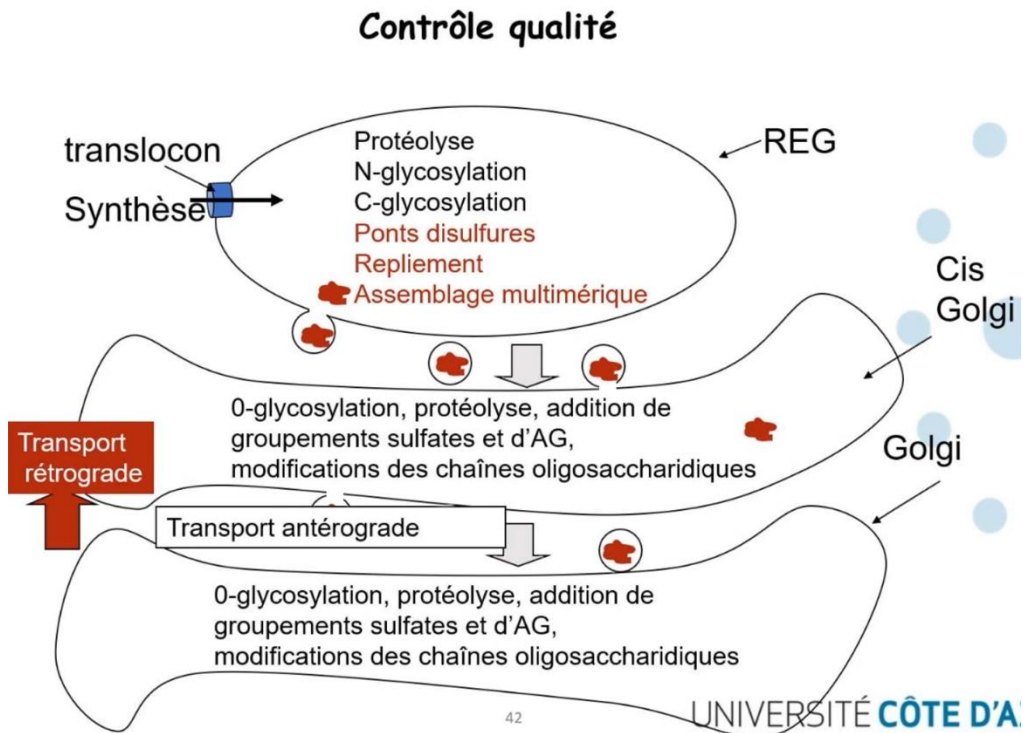 Contrôle qualité
translocon
Synthèse
Protéolyse
N-glycosylation
C-glycosylation
Ponts disulfures
Repliement
Assemblage multimérique
REG
Cis
Golgi
0-glycosylation, protéolyse, addition de
groupements sulfates et d'AG,
modifications des chaînes oligosaccharidiques
Golgi
Transport
rétrograde
Transport antérograde
0-glycosylation, protéolyse, addition de
groupements sulfates et d'AG,
modifications des chaînes oligosaccharidiques
42
UNIVERSITÉ CÔTE